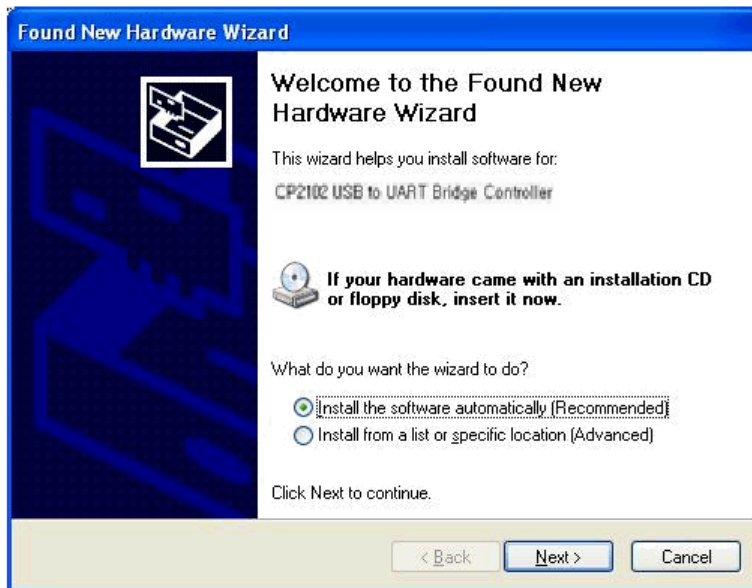 Found New Hardware Wizard
Welcome to the Found New
Hardware Wizard
This wizard helps you install software for:
CP2102 USB to UART Bridge Controller
If your hardware came with an installation CD
or floppy disk, insert it now.
What do you want the wizard to do?
Install the software automatically (Recommended)
Install from a list or specific location (Advanced)
Click Next to continue.
< Back Next > Cancel